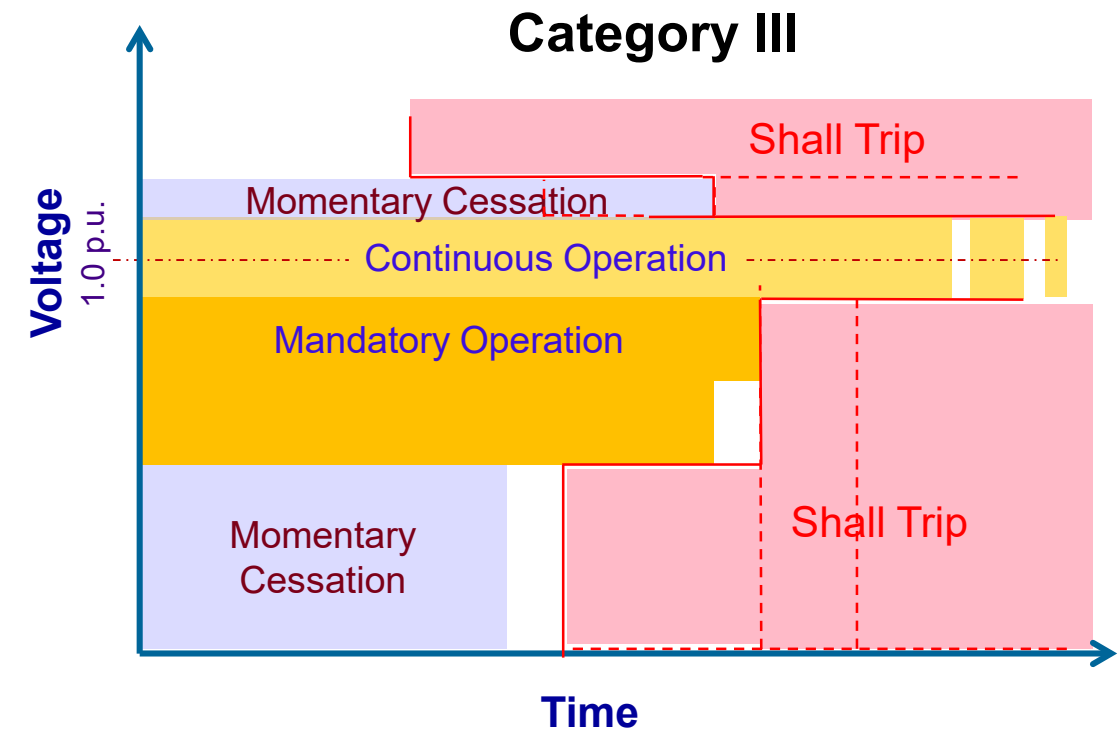 Category III
Shall Trip
Momentary Cessation
Voltage
1.0 p.u.
Continuous Operation
Mandatory Operation
Momentary
Cessation
Shall Trip
Time